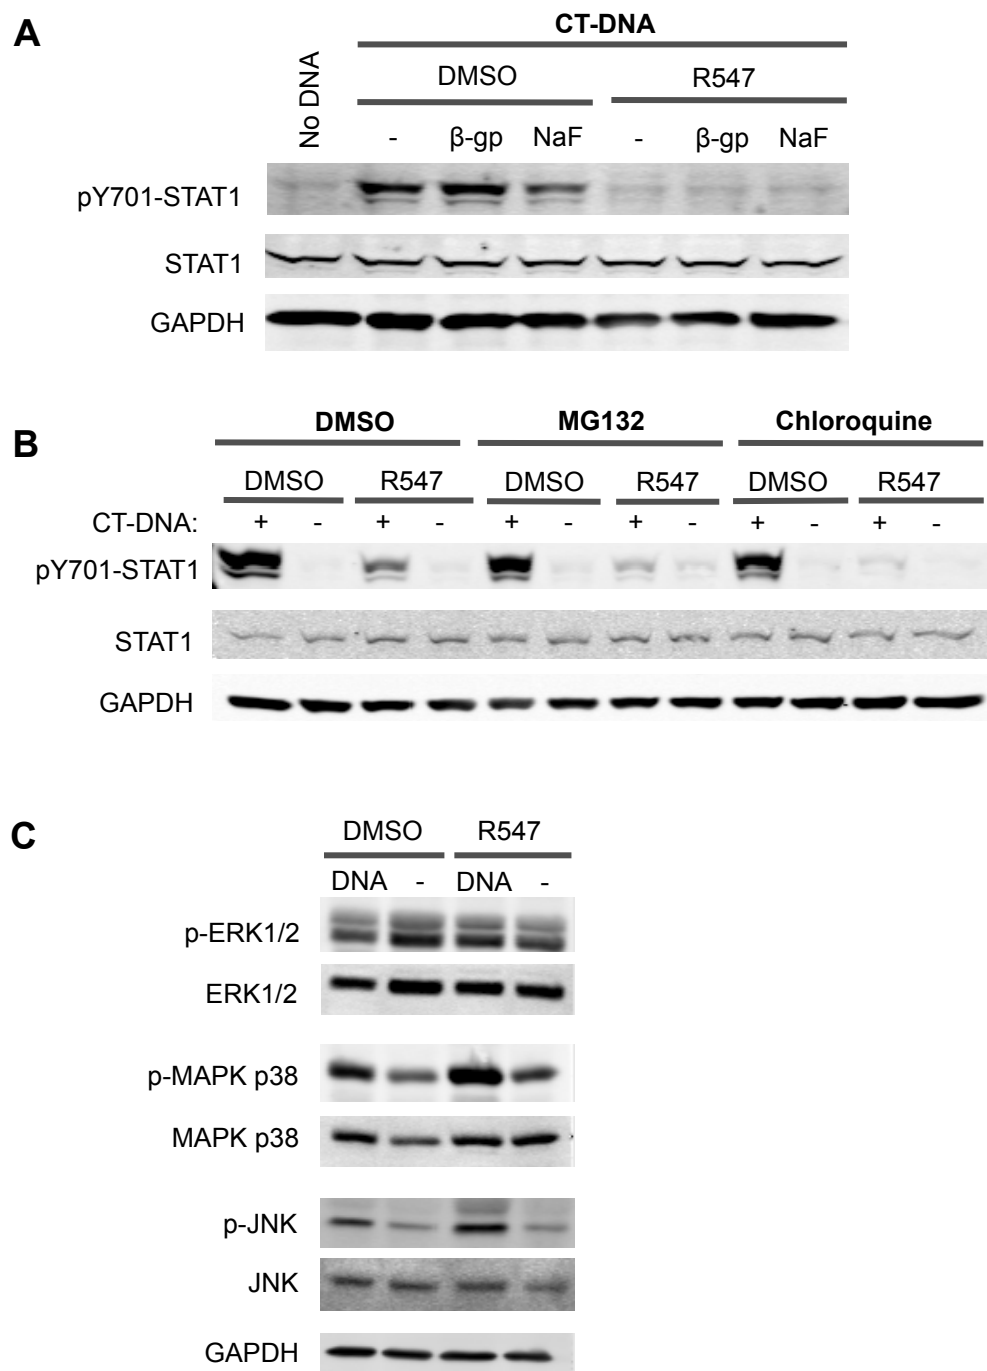 A
CT-DNA
No DNA
DMSO R547
- β-gp NaF - β-gp NaF
pY701-STAT1
STAT1
GAPDH
B
DMSO MG132 Chloroquine
DMSO R547 DMSO R547 DMSO R547
CT-DNA: + - + - + - + - + - + -
pY701-STAT1
STAT1
GAPDH
C
DMSO R547
DNA - DNA -
p-ERK1/2
ERK1/2
p-MAPK p38
MAPK p38
p-JNK
JNK
GAPDH